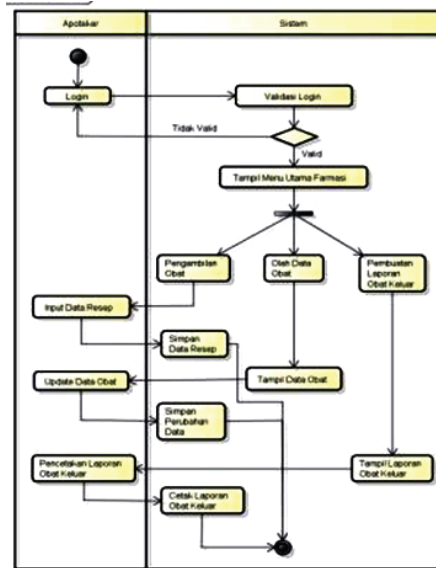 Apotakar
Sistem
Login
Validasi Login
Tidak Valid
Valid
Tampil Menu Utama Farmasi
Pengambilan
Obat
Olah Data
Obat
Pembuatan
Laporan
Obat Keluar
Input Data Resep
Simpan
Data Resep
Update Data Obat
Tampil Data Obat
Simpan
Perubahan
Data
Pencetakan Laporan
Obat Keluar
Tampil Laporan
Obat Keluar
Cetak Laporan
Obat Keluar